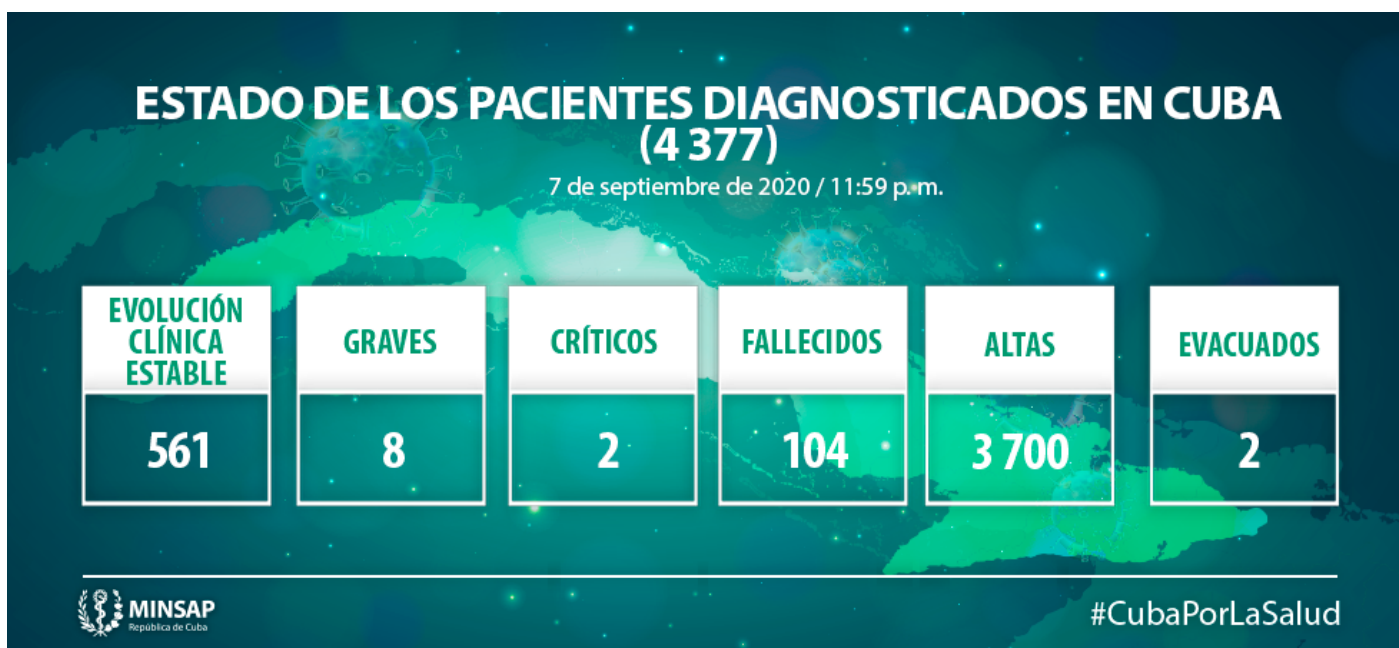 ESTADO DE LOS PACIENTES DIAGNOSTICADOS EN CUBA
(4 377)
7 de septiembre de 2020 / 11:59 p.m.
EVOLUCIÓN
CLÍNICA
ESTABLE
561
GRAVES
8
CRÍTICOS
2
FALLECIDOS
104
ALTAS
3 700
EVACUADOS
2
MINSAP
República de Cuba
#CubaPorLaSalud